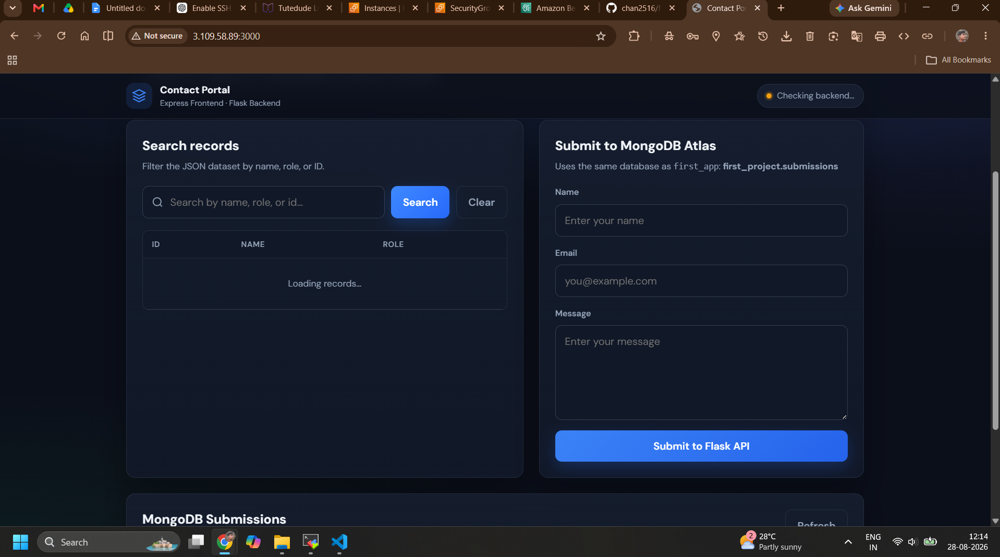 Untitled do
Enable SSH
Tutedude L
Instances | E
SecurityGro
Amazon Be
chan2516/f
Contact Po
Ask Gemini
Not secure
3.109.58.89:3000
All Bookmarks
Contact Portal
Express Frontend · Flask Backend
Checking backend...
Search records
Filter the JSON dataset by name, role, or ID.
Search by name, role, or id...
Search
Clear
ID
NAME
ROLE
Loading records...
Submit to MongoDB Atlas
Uses the same database as first_app: first_project.submissions
Name
Enter your name
Email
you@example.com
Message
Enter your message
Submit to Flask API
MongoDB Submissions
Refresh
Search
2
28°C
Partly sunny
ENG
IN
12:14
28-08-2026